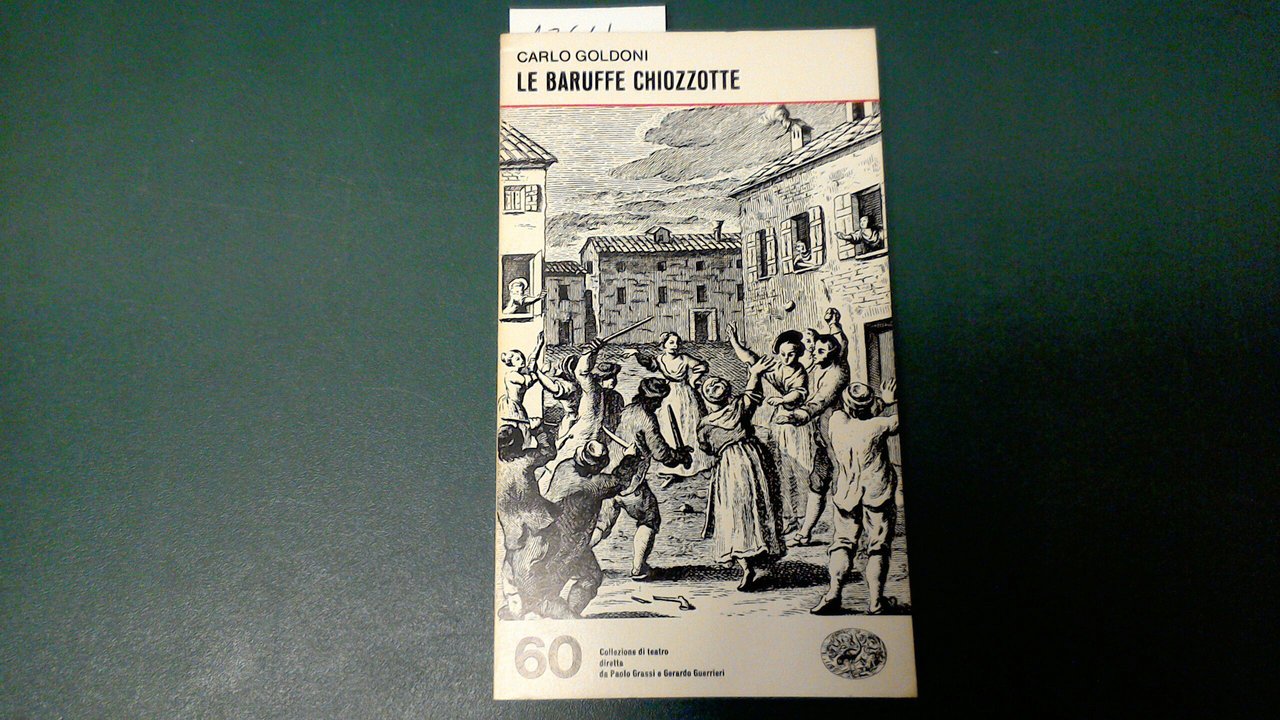 CARLO GOLDONI
LE BARUFFE CHIOZZOTTE
60
Collezione di teatro
diretta
da Paolo Grassi e Gerardo Guerrieri